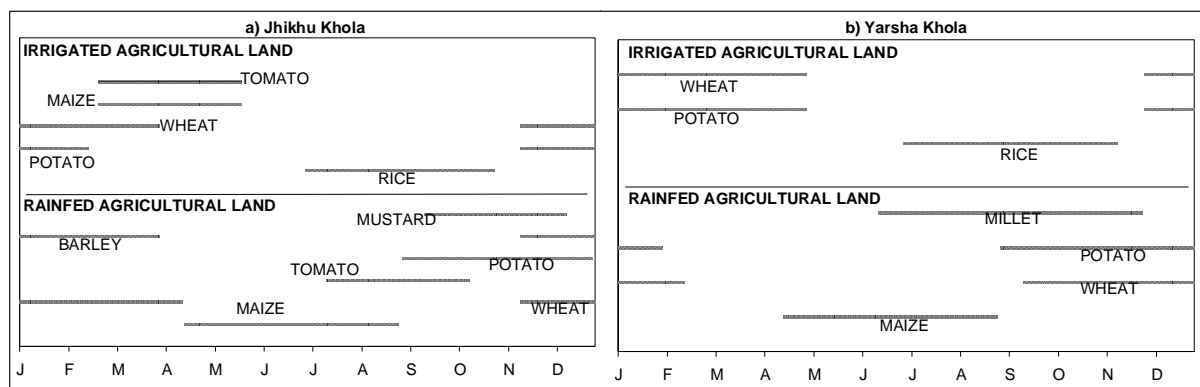 a) Jhikhu Khola
IRRIGATED AGRICULTURAL LAND
TOMATO
MAIZE
WHEAT
POTATO
RICE
RAINFED AGRICULTURAL LAND
MUSTARD
BARLEY
POTATO
TOMATO
MAIZE
WHEAT
J F M A M J J A S O N D
b) Yarsha Khola
IRRIGATED AGRICULTURAL LAND
WHEAT
POTATO
RICE
RAINFED AGRICULTURAL LAND
MILLET
POTATO
WHEAT
MAIZE
J F M A M J J A S O N D